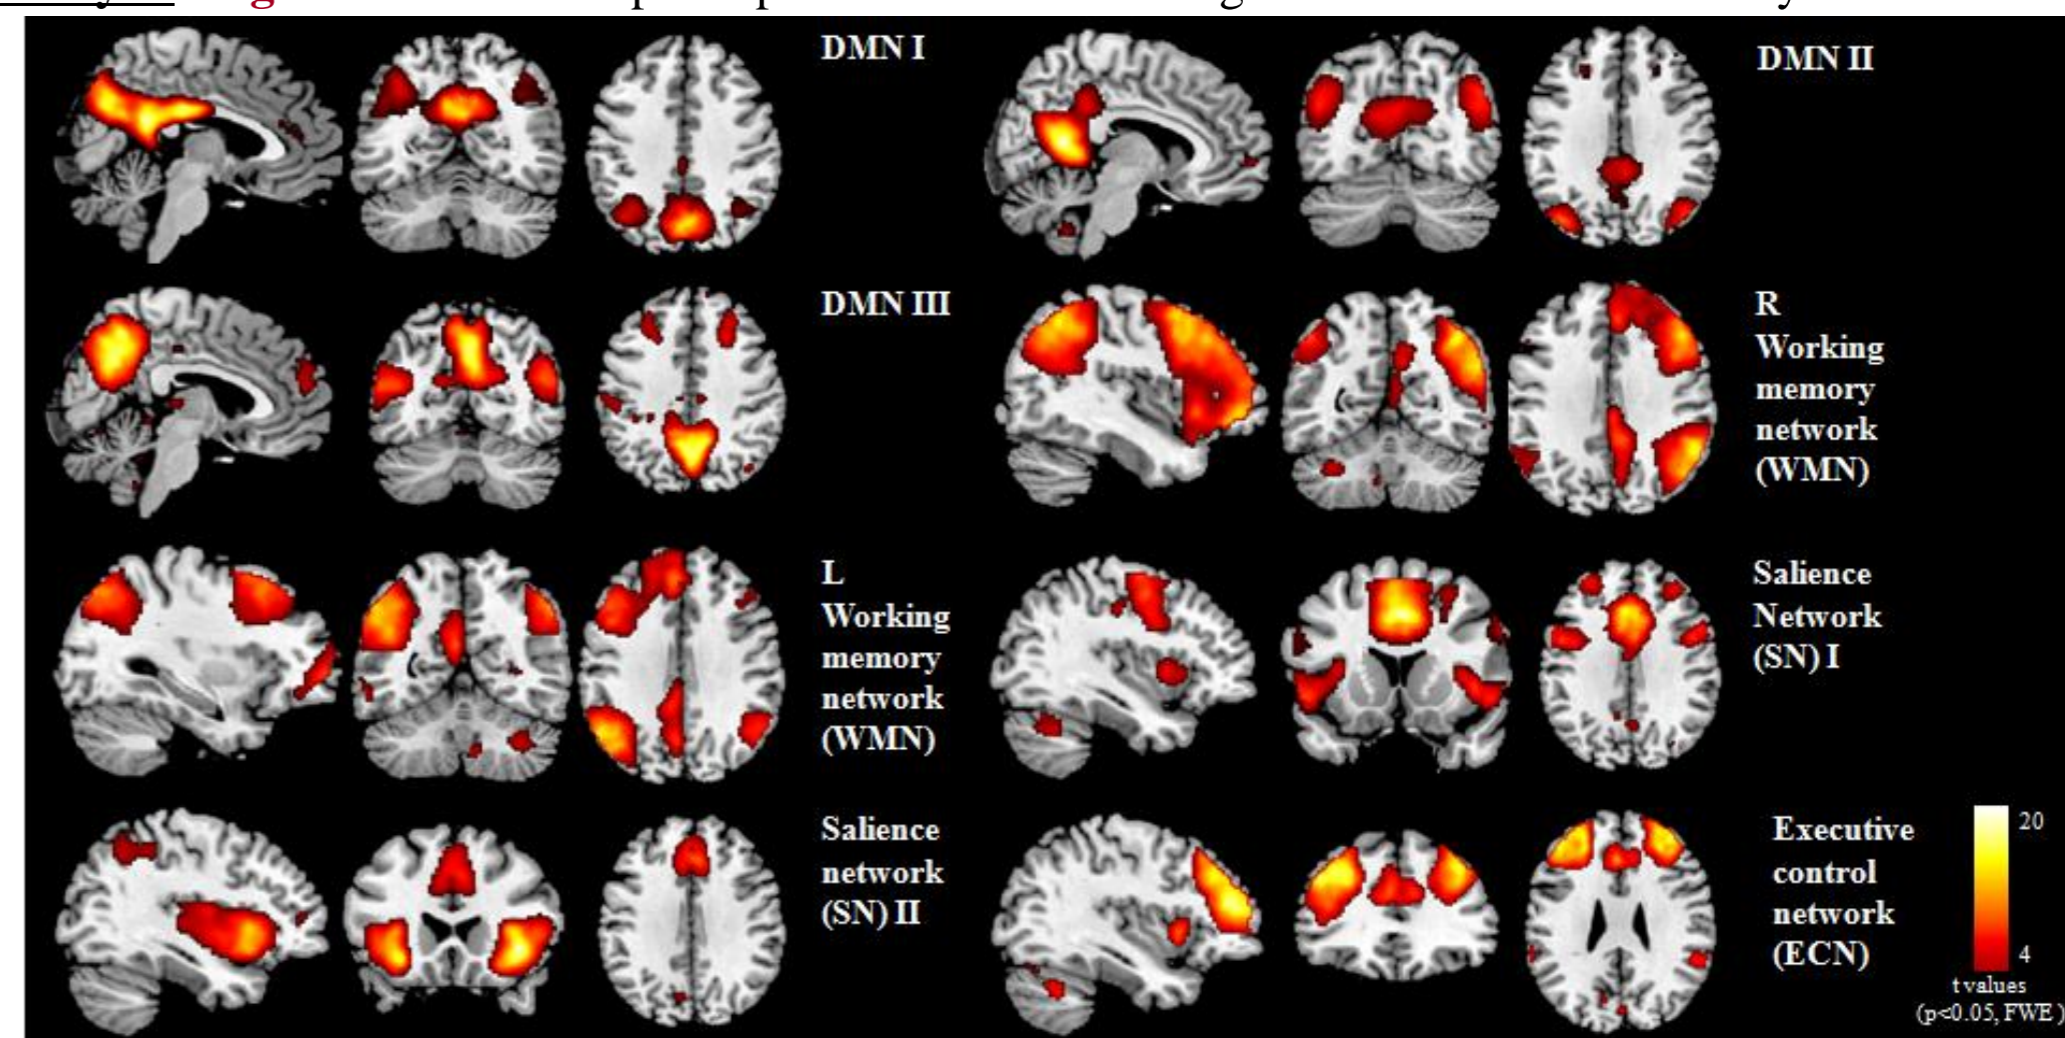 DMN I
DMN II
DMN III
R
Working
memory
network
(WMN)
L
Working
memory
network
(WMN)
Salience
Network
(SN) I
Salience
network
(SN) II
Executive
control
network
(ECN)
20
4
t values
(p<0.05, FWE)